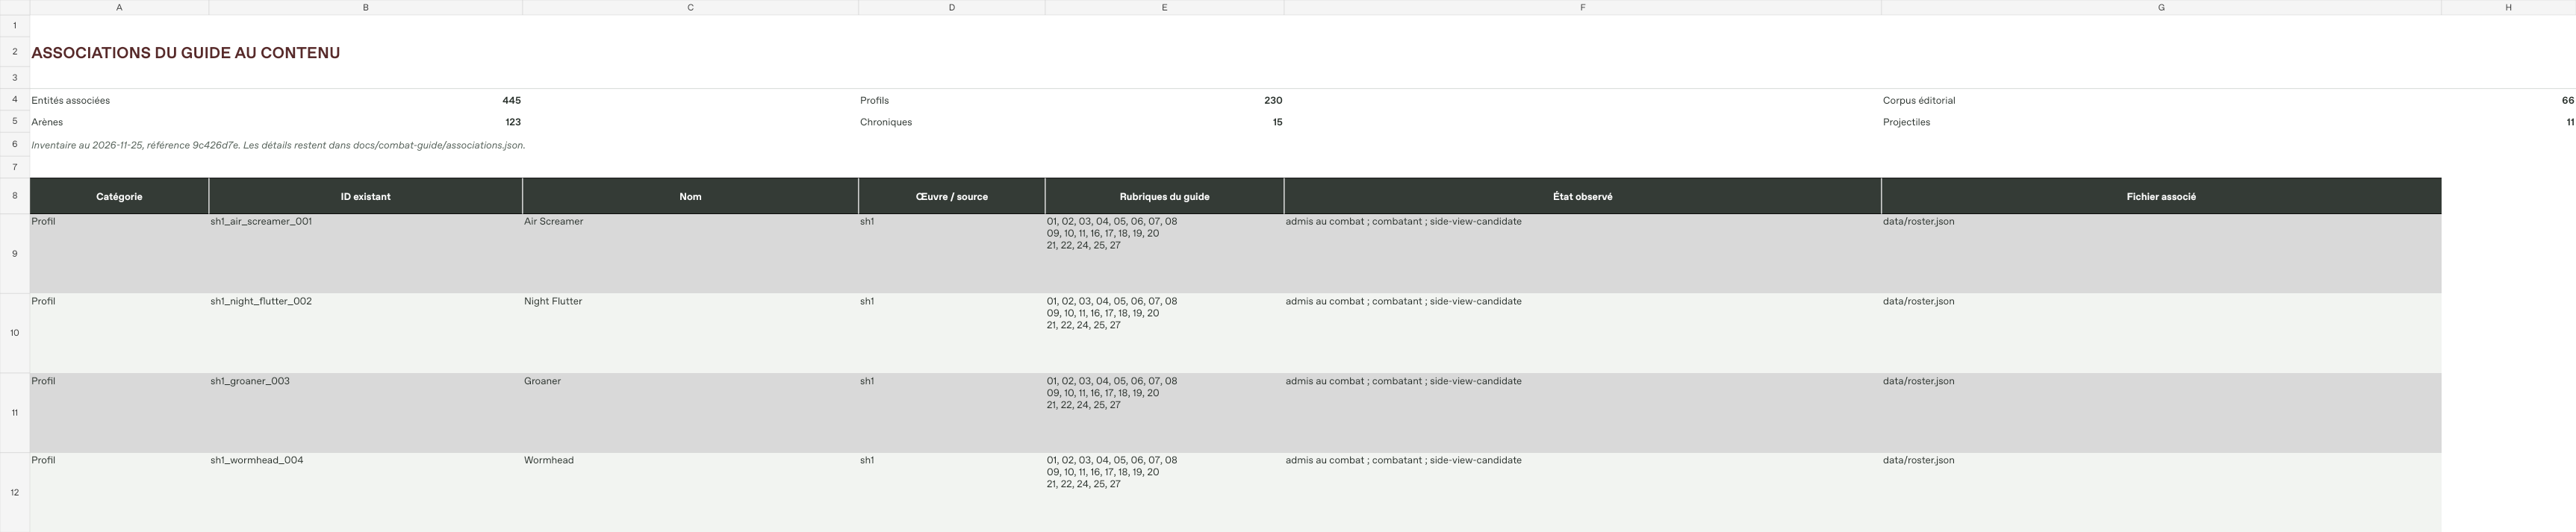 A B C D E F G H
1
2 ASSOCIATIONS DU GUIDE AU CONTENU
3
4 Entités associées 445 Profils 230 Corpus éditorial 66
5 Arènes 123 Chroniques 15 Projectiles 11
6 Inventaire au 2026-11-25, référence 9c426d7e. Les détails restent dans docs/combat-guide/associations.json.
7
8 Catégorie ID existant Nom Œuvre / source Rubriques du guide État observé Fichier associé
Profil sh1_air_screamer_001 Air Screamer sh1 01, 02, 03, 04, 05, 06, 07, 08 admis au combat ; combatant ; side-view-candidate data/roster.json
09, 10, 11, 16, 17, 18, 19, 20
21, 22, 24, 25, 27
9
Profil sh1_night_flutter_002 Night Flutter sh1 01, 02, 03, 04, 05, 06, 07, 08 admis au combat ; combatant ; side-view-candidate data/roster.json
09, 10, 11, 16, 17, 18, 19, 20
21, 22, 24, 25, 27
10
Profil sh1_groaner_003 Groaner sh1 01, 02, 03, 04, 05, 06, 07, 08 admis au combat ; combatant ; side-view-candidate data/roster.json
09, 10, 11, 16, 17, 18, 19, 20
21, 22, 24, 25, 27
11
Profil sh1_wormhead_004 Wormhead sh1 01, 02, 03, 04, 05, 06, 07, 08 admis au combat ; combatant ; side-view-candidate data/roster.json
09, 10, 11, 16, 17, 18, 19, 20
21, 22, 24, 25, 27
12